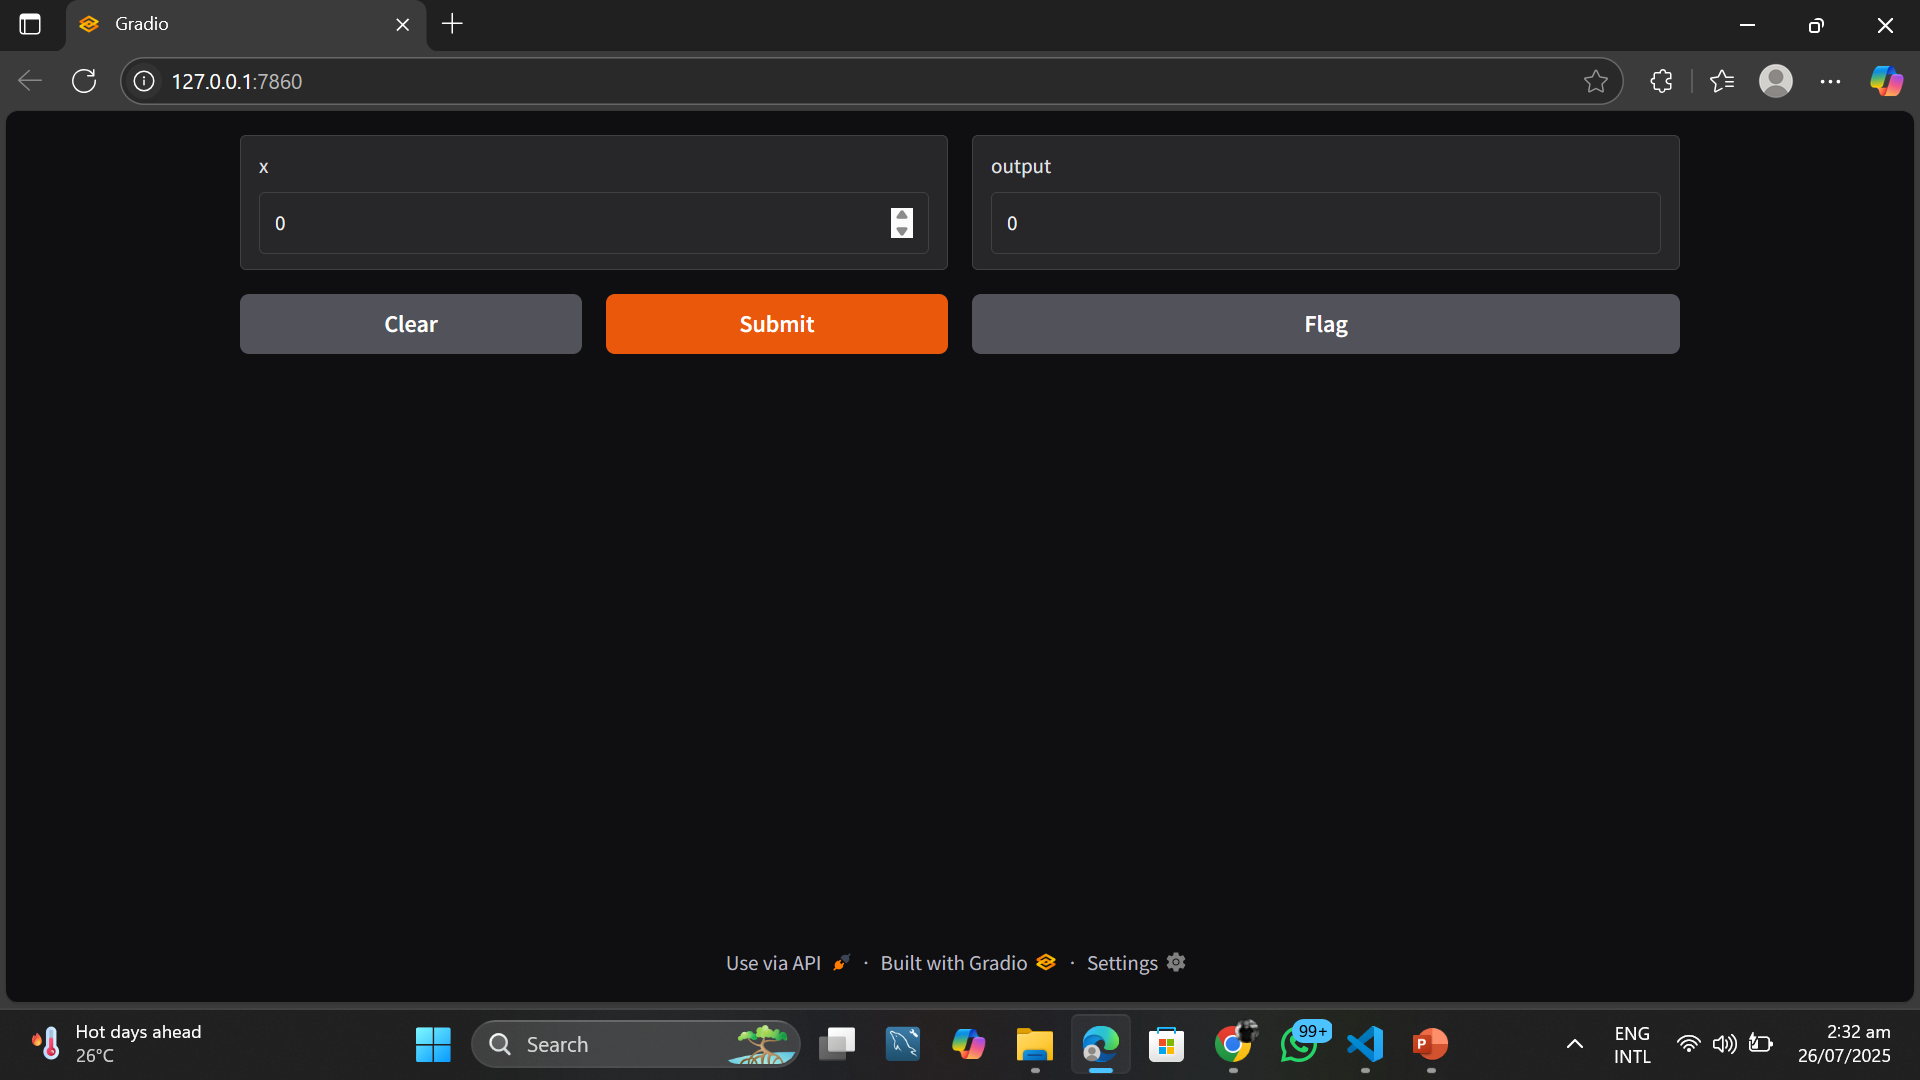 Gradio
127.0.0.1:7860
x
output
0
0
Clear
Submit
Flag
Use via API · Built with Gradio · Settings
Hot days ahead
26°C
Search
99+
P
ENG
INTL
2:32 am
26/07/2025